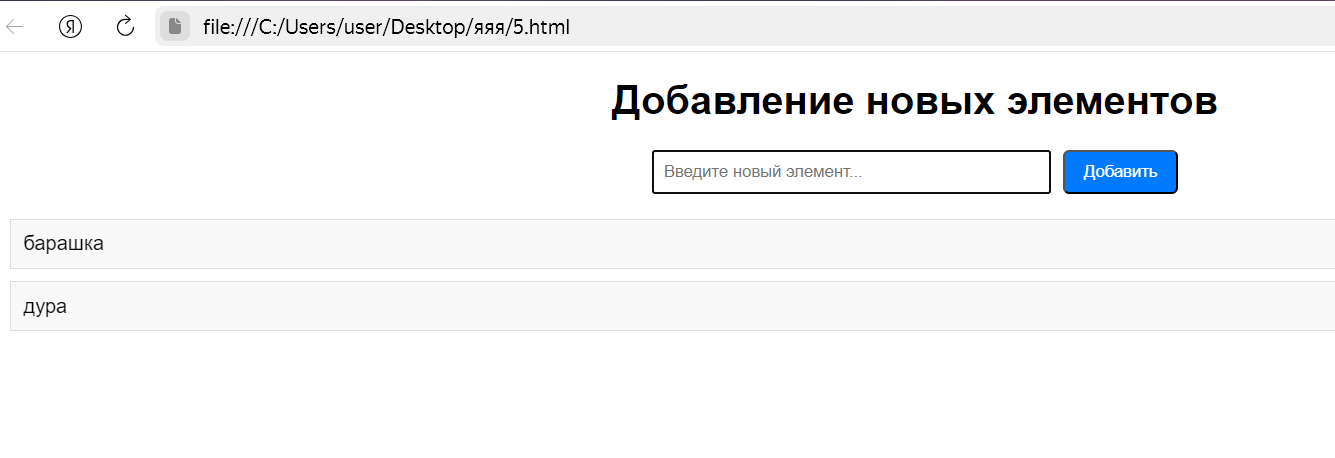 Я file:///C:/Users/user/Desktop/яяя/5.html
Добавление новых элементов
Введите новый элемент... Добавить
барашка
дура